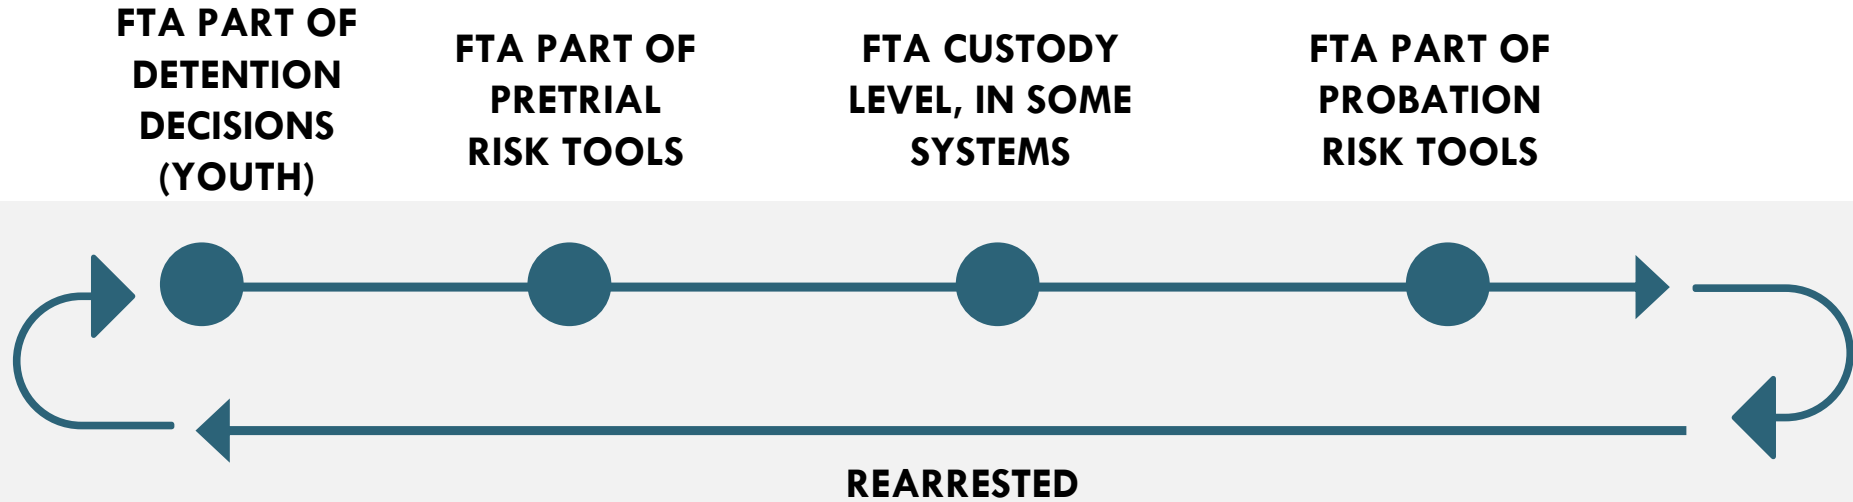 FTA PART OF
DETENTION
DECISIONS
(YOUTH)
FTA PART OF
PRETRIAL
RISK TOOLS
FTA CUSTODY
LEVEL, IN SOME
SYSTEMS
FTA PART OF
PROBATION
RISK TOOLS
REARRESTED